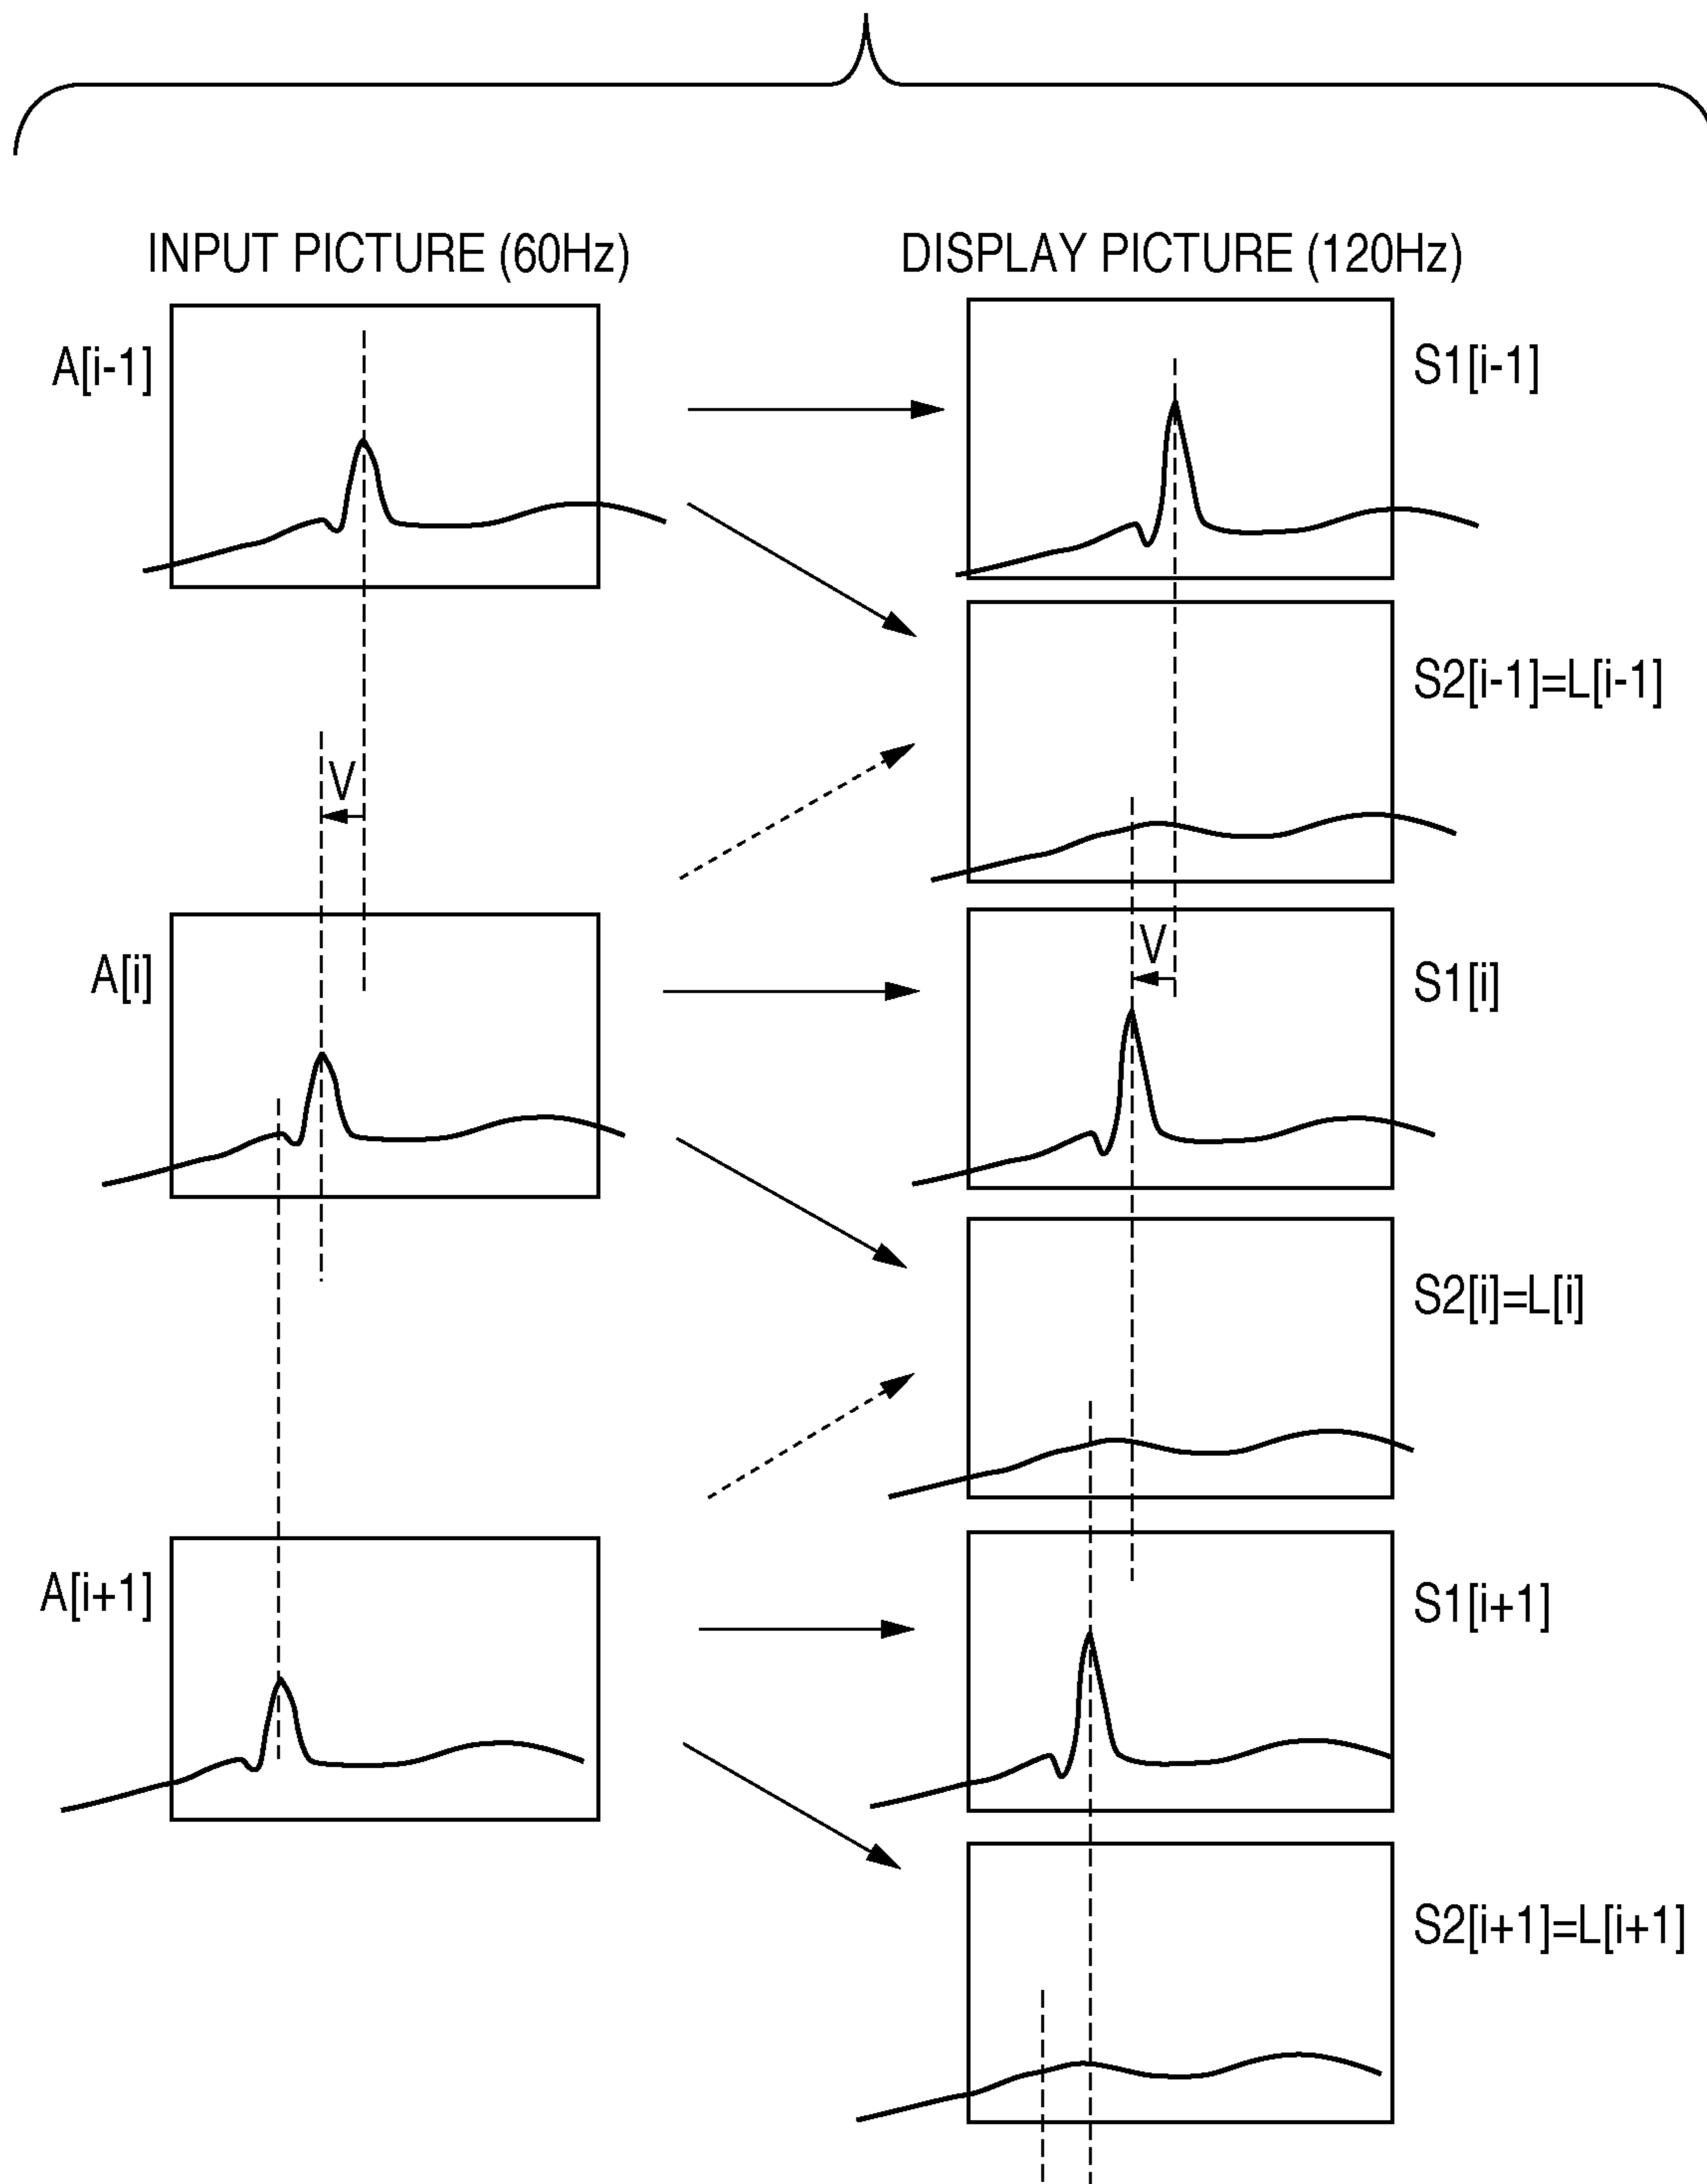 INPUT PICTURE (60Hz)
DISPLAY PICTURE (120Hz)
A[i-1]
S1[i-1]
S2[i-1]=L[i-1]
V
A[i]
V
S1[i]
S2[i]=L[i]
A[i+1]
S1[i+1]
S2[i+1]=L[i+1]